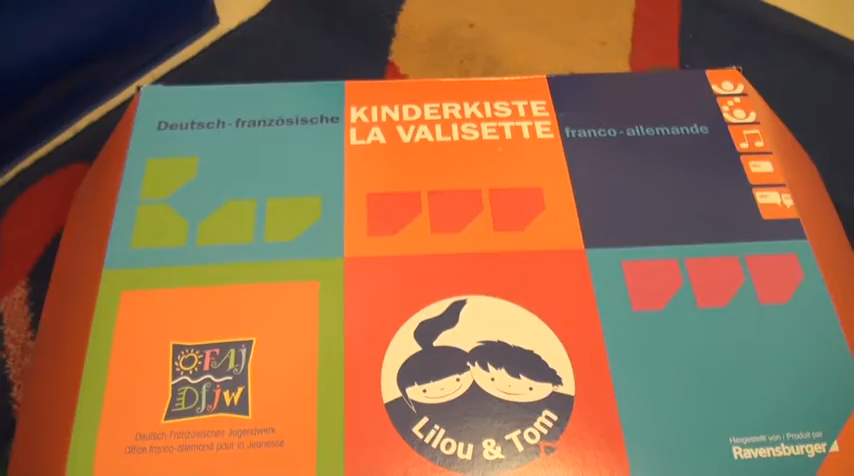 Deutsch-französische
KINDERKISTE
LA VALISETTE
franco-allemande
OFAJ
Dfjw
Deutsch-Französisches Jugendwerk
Office franco-allemand pour la Jeunesse
Lilou & Tom
Hergestellt von | Produit par
Ravensburger